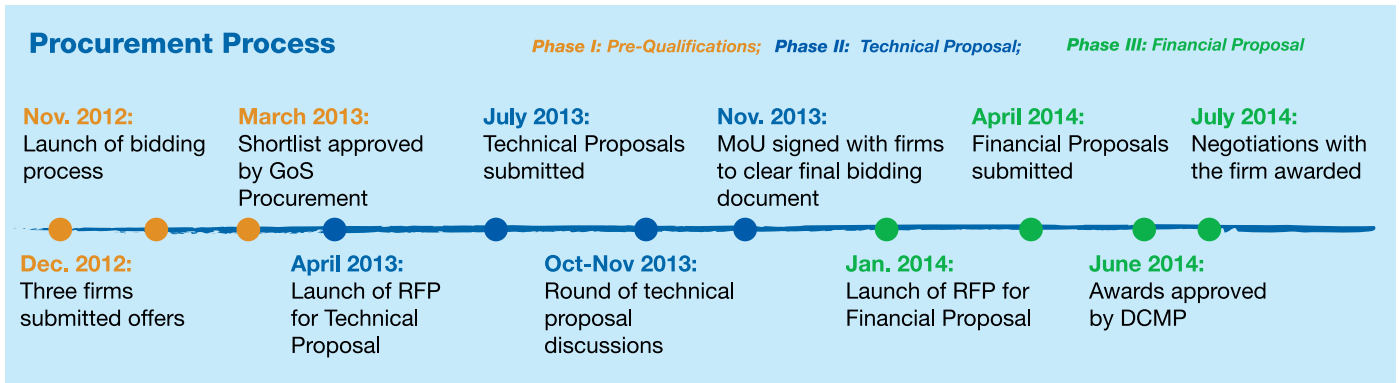 Procurement Process
Phase I: Pre-Qualifications; Phase II: Technical Proposal; Phase III: Financial Proposal
Nov. 2012:
Launch of bidding
process
March 2013:
Shortlist approved
by GoS
Procurement
July 2013:
Technical Proposals
submitted
Nov. 2013:
MoU signed with firms
to clear final bidding
document
April 2014:
Financial Proposals
submitted
July 2014:
Negotiations with
the firm awarded
Dec. 2012:
Three firms
submitted offers
April 2013:
Launch of RFP
for Technical
Proposal
Oct-Nov 2013:
Round of technical
proposal
discussions
Jan. 2014:
Launch of RFP for
Financial Proposal
June 2014:
Awards approved
by DCMP